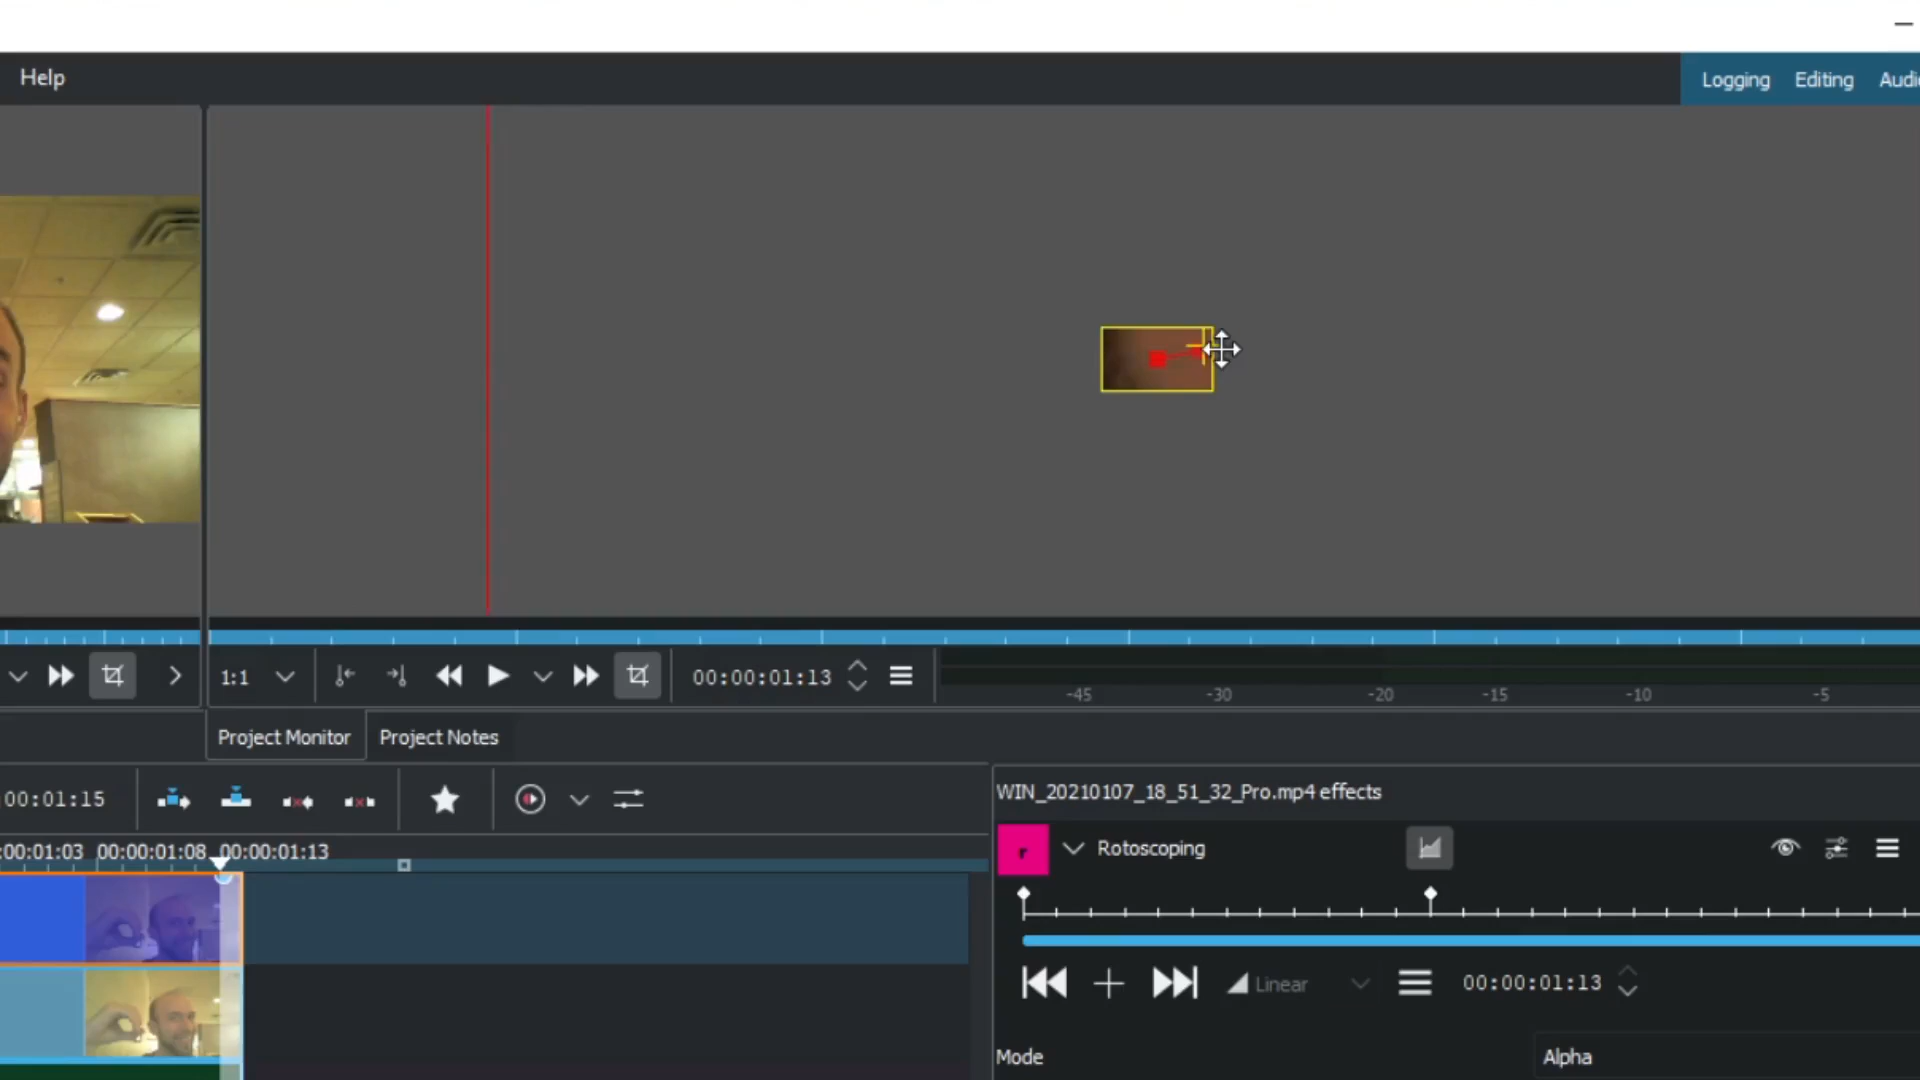 Help
Logging Editing Audi
1:1
00:00:01:13
-45 -30 -20 -15 -10 -5
Project Monitor Project Notes
00:01:15
WIN_20210107_18_51_32_Pro.mp4 effects
:00:01:03 00:00:01:08 00:00:01:13
r Rotoscoping
Linear 00:00:01:13
Mode Alpha